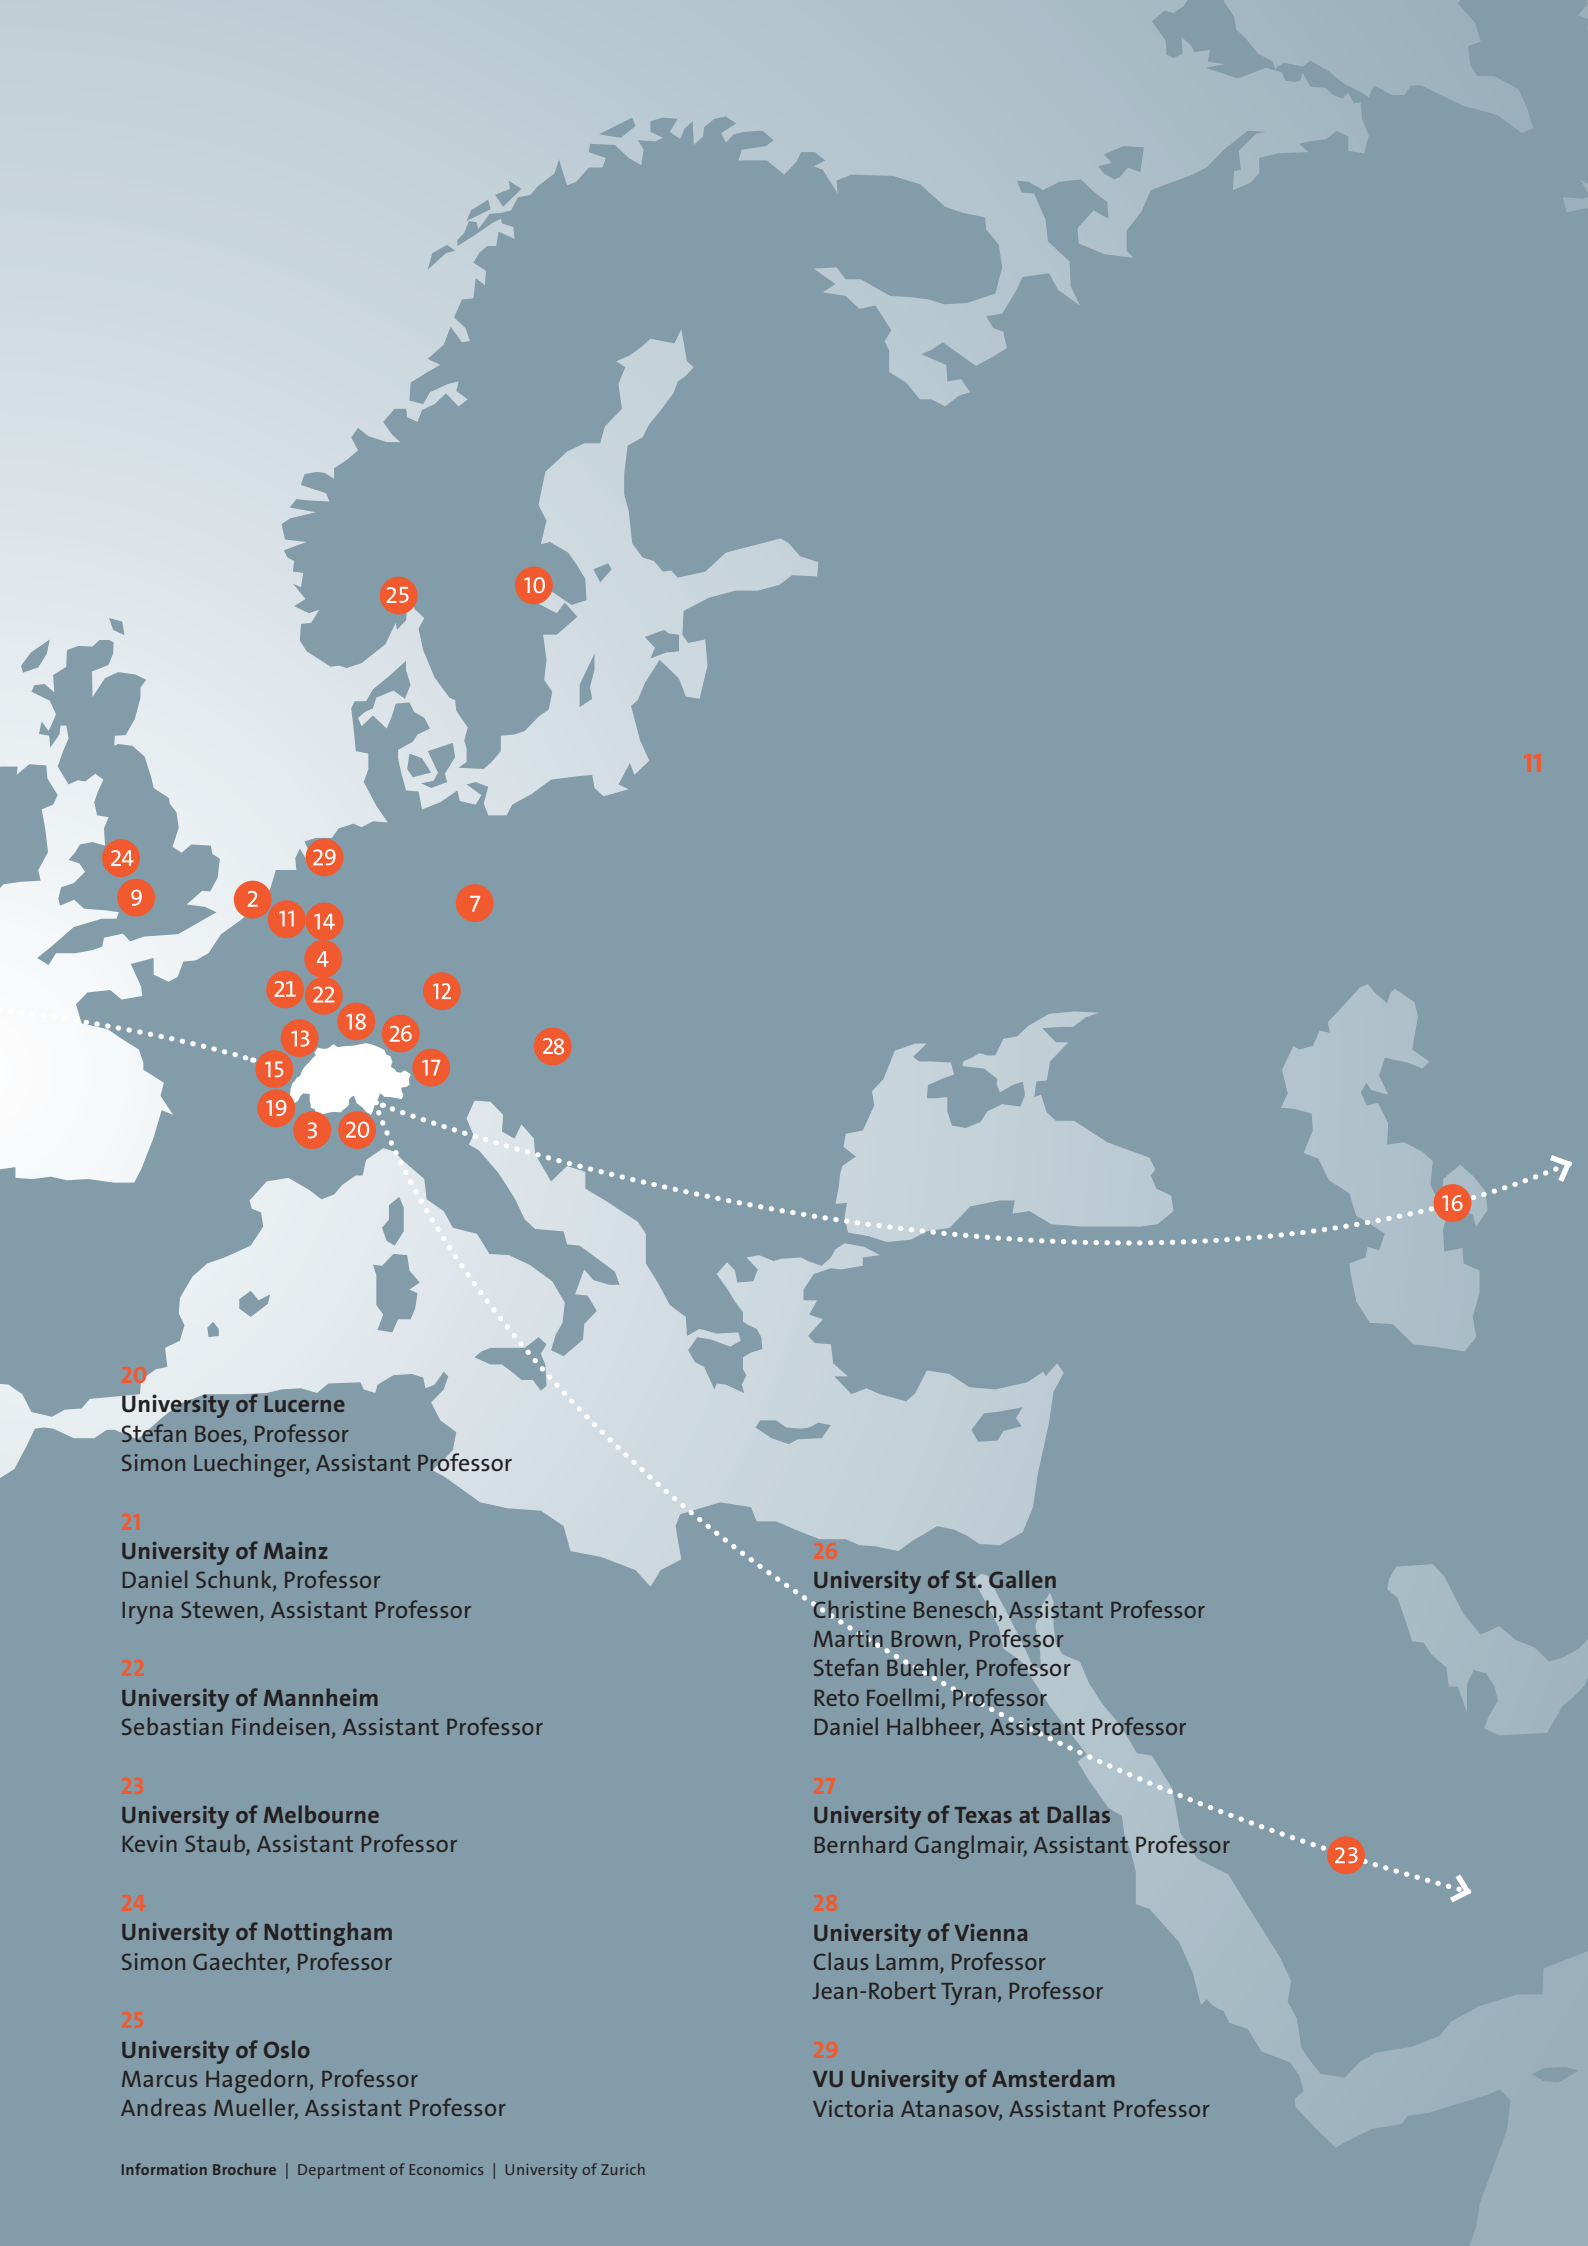 25
10
11
24
29
9
2
7
11
14
4
21
22
12
18
13
26
28
15
17
19
3
20
16
20
University of Lucerne
Stefan Boes, Professor
Simon Luechinger, Assistant Professor
21
University of Mainz
Daniel Schunk, Professor
Iryna Stewen, Assistant Professor
22
University of Mannheim
Sebastian Findeisen, Assistant Professor
23
University of Melbourne
Kevin Staub, Assistant Professor
24
University of Nottingham
Simon Gaechter, Professor
25
University of Oslo
Marcus Hagedorn, Professor
Andreas Mueller, Assistant Professor
26
University of St. Gallen
Christine Benesch, Assistant Professor
Martin Brown, Professor
Stefan Buehler, Professor
Reto Foellmi, Professor
Daniel Halbheer, Assistant Professor
27
University of Texas at Dallas
Bernhard Ganglmair, Assistant Professor
23
28
University of Vienna
Claus Lamm, Professor
Jean-Robert Tyran, Professor
29
VU University of Amsterdam
Victoria Atanasov, Assistant Professor
Information Brochure | Department of Economics | University of Zurich